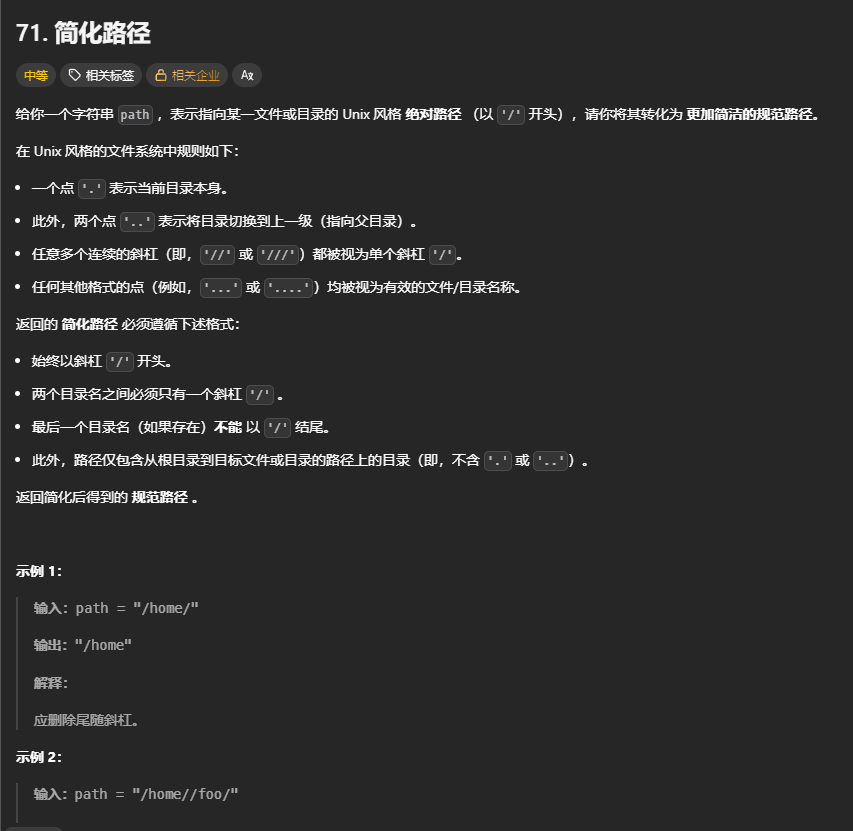 71. 简化路径
中等 相关标签 相关企业 Aま
给你一个字符串 path ，表示指向某一文件或目录的 Unix 风格 绝对路径 （以 '/' 开头），请你将其转化为 更加简洁的规范路径。
在 Unix 风格的文件系统中规则如下：
• 一个点 '.' 表示当前目录本身。
• 此外，两个点 '..' 表示将目录切换到上一级（指向父目录）。
• 任意多个连续的斜杠（即，'//' 或 '///'）都被视为单个斜杠 '/'。
• 任何其他格式的点（例如，'...' 或 '....'）均被视为有效的文件/目录名称。
返回的 简化路径 必须遵循下述格式：
• 始终以斜杠 '/' 开头。
• 两个目录名之间必须只有一个斜杠 '/' 。
• 最后一个目录名（如果存在）不能 以 '/' 结尾。
• 此外，路径仅包含从根目录到目标文件或目录的路径上的目录（即，不含 '.' 或 '..'）。
返回简化后得到的 规范路径 。
示例 1：
输入：path = "/home/"
输出："/home"
解释：
应删除尾随斜杠。
示例 2：
输入：path = "/home//foo/"